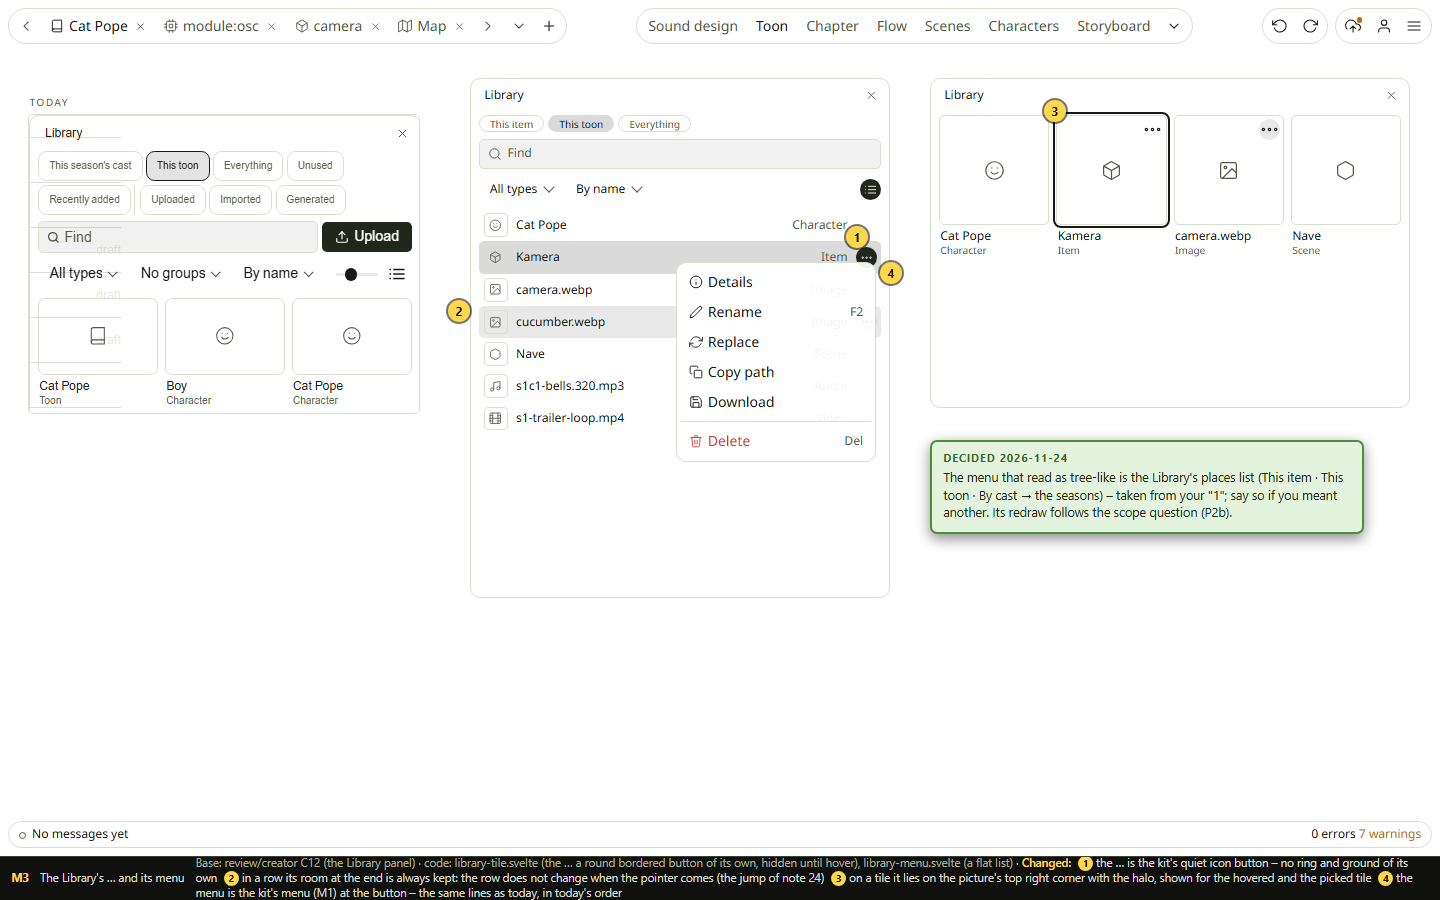 Cat Pope
module:osc
camera
Map
Sound design
Toon
Chapter
Flow
Scenes
Characters
Storyboard
TODAY
Library
This season's cast
This toon
Everything
Unused
Recently added
Uploaded
Imported
Generated
Find
Upload
draft
All types
No groups
By name
draft
draft
Cat Pope
Toon
Boy
Character
Cat Pope
Character
Library
This item
This toon
Everything
Find
All types
By name
Cat Pope
Character
Kamera
Item
camera.webp
Image
cucumber.webp
Image
Nave
Scene
s1c1-bells.320.mp3
Audio
s1-trailer-loop.mp4
Video
1
2
4
Details
Rename F2
Replace
Copy path
Download
Delete Del
Library
3
Cat Pope
Character
Kamera
Item
camera.webp
Image
Nave
Scene
DECIDED 2026-11-24
The menu that read as tree-like is the Library's places list (This item · This
toon · By cast → the seasons) – taken from your "1"; say so if you meant
another. Its redraw follows the scope question (P2b).
No messages yet
0 errors 7 warnings
M3 The Library's ... and its menu
Base: review/creator C12 (the Library panel) · code: library-tile.svelte (the ... a round bordered button of its own, hidden until hover), library-menu.svelte (a flat list) · Changed: 1 the ... is the kit's quiet icon button – no ring and ground of its
own 2 in a row its room at the end is always kept: the row does not change when the pointer comes (the jump of note 24) 3 on a tile it lies on the picture's top right corner with the halo, shown for the hovered and the picked tile 4 the
menu is the kit's menu (M1) at the button – the same lines as today, in today's order